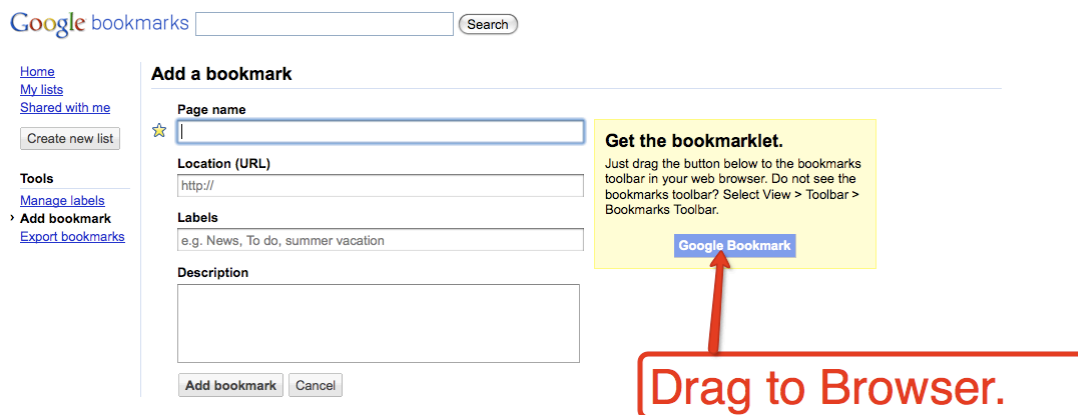 Google bookmarks
Search
Home
My lists
Shared with me
Create new list
Tools
Manage labels
› Add bookmark
Export bookmarks
Add a bookmark
Page name
Location (URL)
http://
Labels
e.g. News, To do, summer vacation
Description
Add bookmark
Cancel
Get the bookmarklet.
Just drag the button below to the bookmarks
toolbar in your web browser. Do not see the
bookmarks toolbar? Select View > Toolbar >
Bookmarks Toolbar.
Google Bookmark
Drag to Browser.